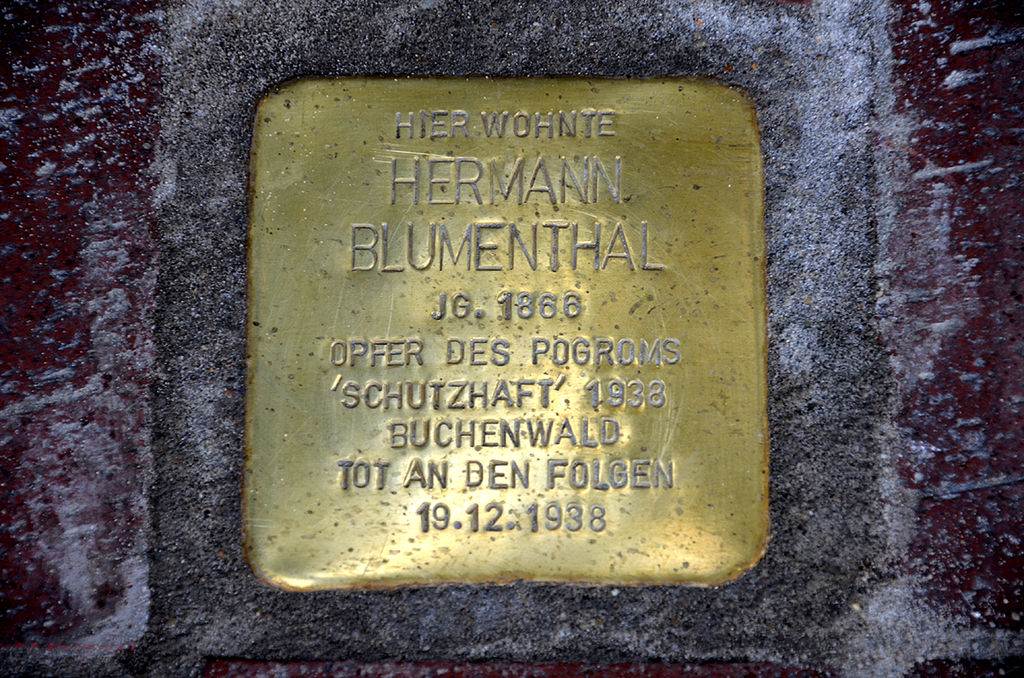 HIER WOHNTE
HERMANN
BLUMENTHAL
JG. 1866
OPFER DES POGROMS
'SCHUTZHAFT' 1938
BUCHENWALD
TOT AN DEN FOLGEN
19.12.1938